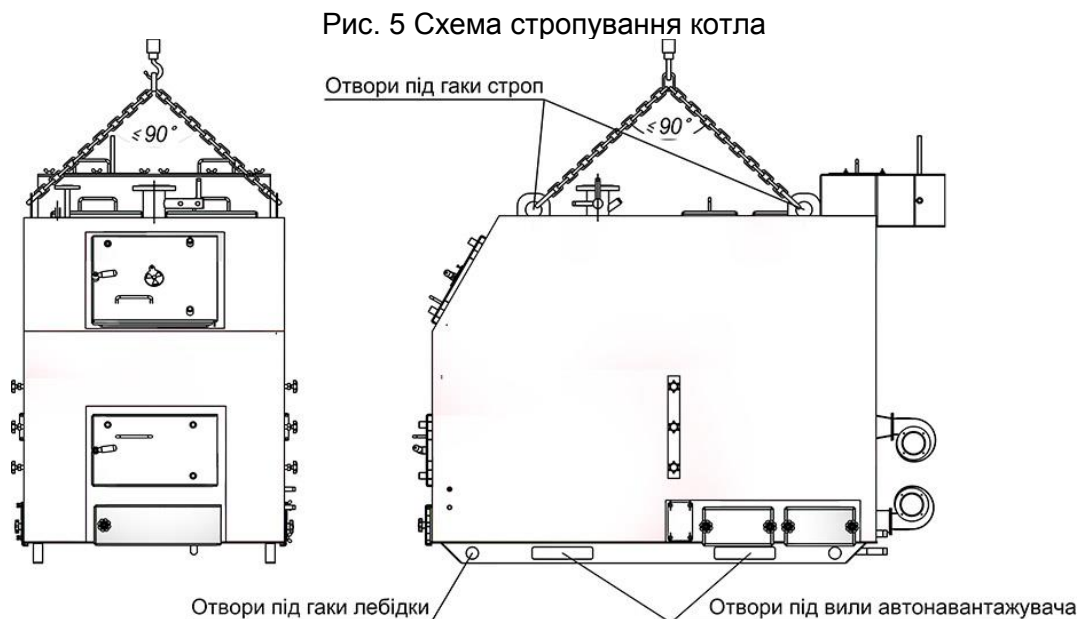 Рис. 5 Схема стропування котла
Отвори під гаки строп
≤90°
≤90°
Отвори під гаки лебідки
Отвори під вили автонавантажувача